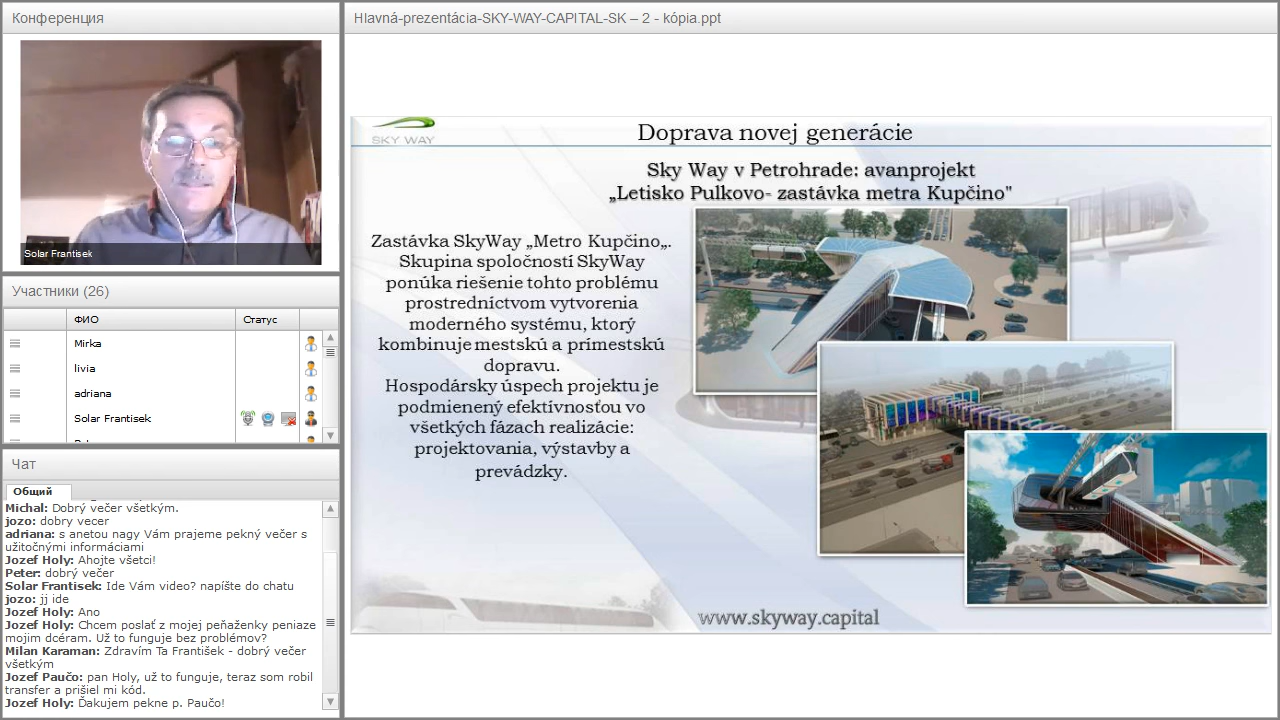 Конференция
Solar Frantisek
Участники (26)
ФИО
Статус
Mirka
livia
adriana
Solar Frantisek
Чат
Общий
Michal: Dobrý večer všetkým.
jozo: dobry vecer
adriana: s anetou nagy Vám prajeme pekný večer s
užitočnými informáciami
Jozef Holy: Ahojte všetci!
Peter: dobrý večer
Solar Frantisek: Ide Vám video? napíšte do chatu
jozo: jj ide
Jozef Holy: Ano
Jozef Holy: Chcem poslať z mojej peňaženky peniaze
mojim dcéram. Už to funguje bez problémov?
Milan Karaman: Zdravím Ta František - dobrý večer
všetkým
Jozef Paučo: pan Holy, už to funguje, teraz som robil
transfer a prišiel mi kód.
Jozef Holy: Ďakujem pekne p. Paučo!
Hlavná-prezentácia-SKY-WAY-CAPITAL-SK – 2 - kópia.ppt
SKY WAY
Doprava novej generácie
Sky Way v Petrohrade: avanprojekt
„Letisko Pulkovo- zastávka metra Kupčino"
Zastávka SkyWay „Metro Kupčino„.
Skupina spoločností SkyWay
ponúka riešenie tohto problému
prostredníctvom vytvorenia
moderného systému, ktorý
kombinuje mestskú a prímestskú
dopravu.
Hospodársky úspech projektu je
podmienený efektívnosťou vo
všetkých fázach realizácie:
projektovania, výstavby a
prevádzky.
www.skyway.capital